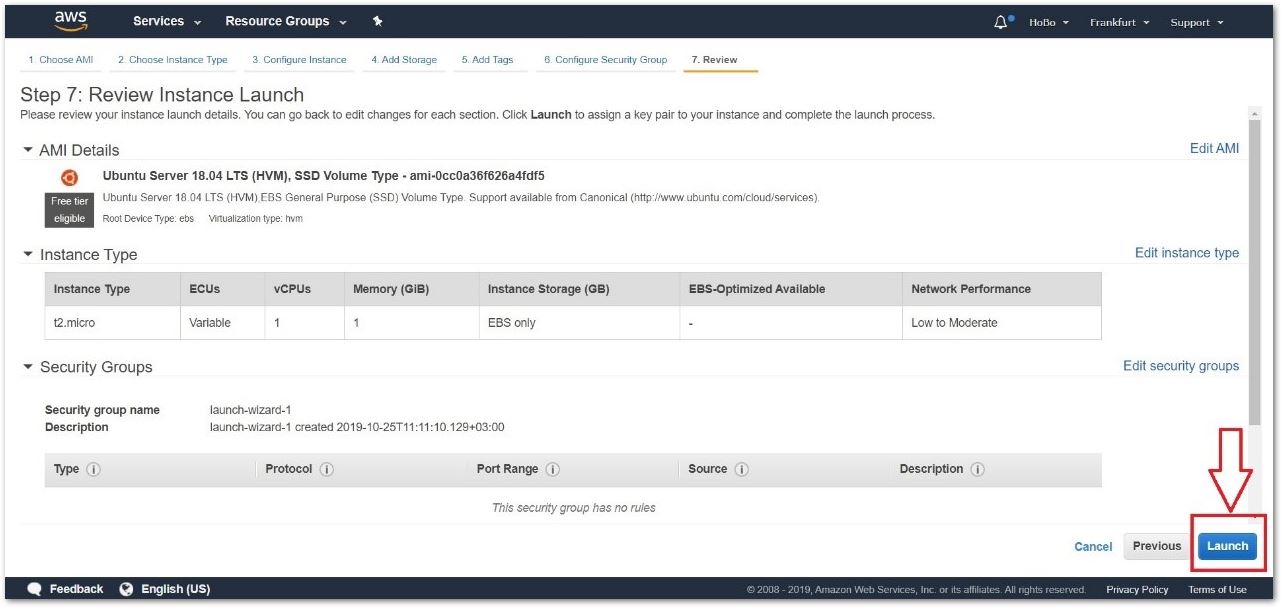 aws Services Resource Groups HoBo Frankfurt Support
1. Choose AMI 2. Choose Instance Type 3. Configure Instance 4. Add Storage 5. Add Tags 6. Configure Security Group 7. Review
Step 7: Review Instance Launch
Please review your instance launch details. You can go back to edit changes for each section. Click Launch to assign a key pair to your instance and complete the launch process.
AMI Details Edit AMI
Ubuntu Server 18.04 LTS (HVM), SSD Volume Type - ami-0cc0a36f626a4fdf5
Free tier eligible
Ubuntu Server 18.04 LTS (HVM),EBS General Purpose (SSD) Volume Type. Support available from Canonical (http://www.ubuntu.com/cloud/services).
Root Device Type: ebs Virtualization type: hvm
Instance Type Edit instance type
Instance Type ECUs vCPUs Memory (GiB) Instance Storage (GB) EBS-Optimized Available Network Performance
t2.micro Variable 1 1 EBS only - Low to Moderate
Security Groups Edit security groups
Security group name launch-wizard-1
Description launch-wizard-1 created 2019-10-25T11:11:10.129+03:00
Type i Protocol i Port Range i Source i Description i
This security group has no rules
Cancel Previous Launch
Feedback English (US) © 2008 - 2019, Amazon Web Services, Inc. or its affiliates. All rights reserved. Privacy Policy Terms of Use